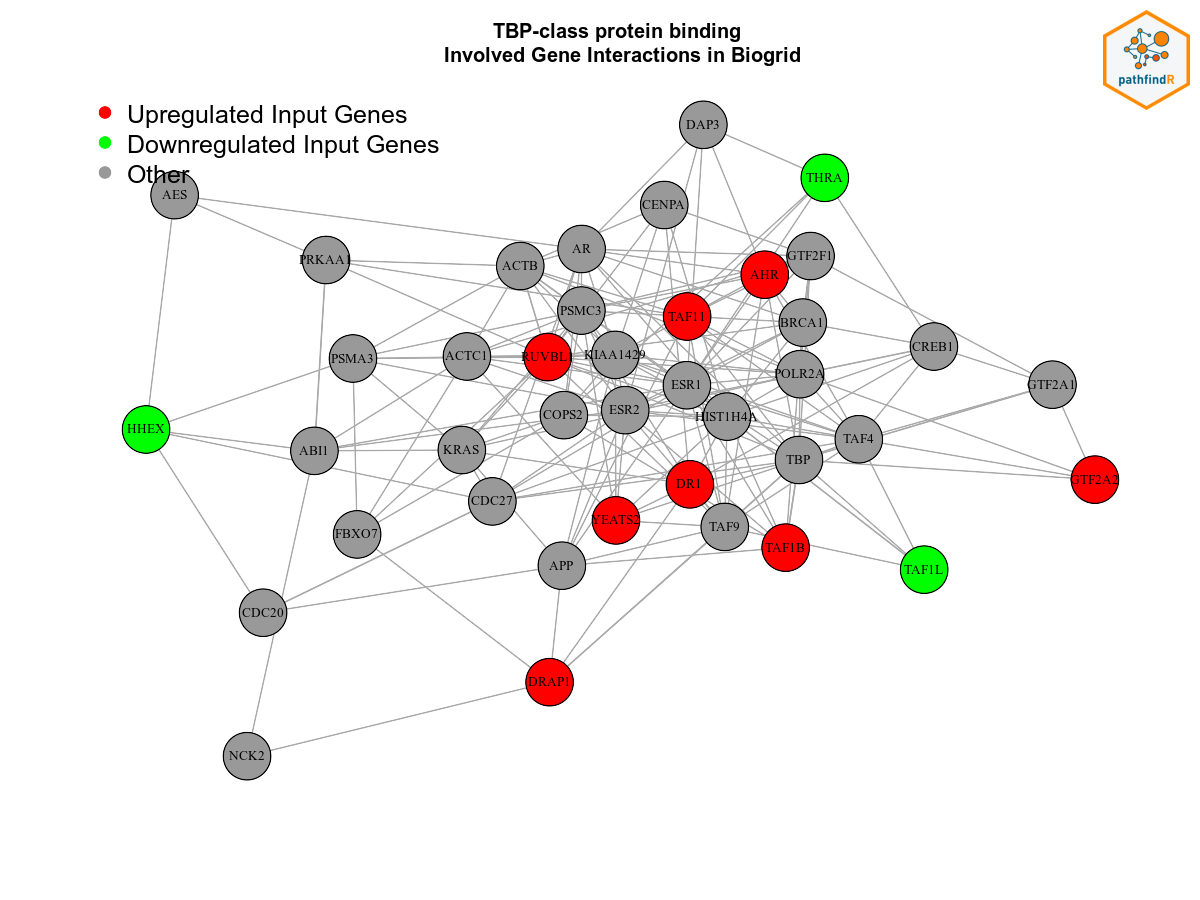 TBP-class protein binding
Involved Gene Interactions in Biogrid
pathfindR
Upregulated Input Genes
Downregulated Input Genes
Other
DAP3
THRA
AES
CENPA
AR
GTF2F1
PRKAA1
ACTB
AHR
PSMC3
TAF11
BRCA1
CREB1
PSMA3
ACTC1
RUVBL1
KIAA1429
POLR2A
ESR1
GTF2A1
COPS2
ESR2
HIST1H4A
HHEX
TAF4
ABI1
KRAS
TBP
GTF2A2
DR1
CDC27
YEATS2
TAF9
FBXO7
TAF1B
APP
TAF1L
CDC20
DRAP1
NCK2